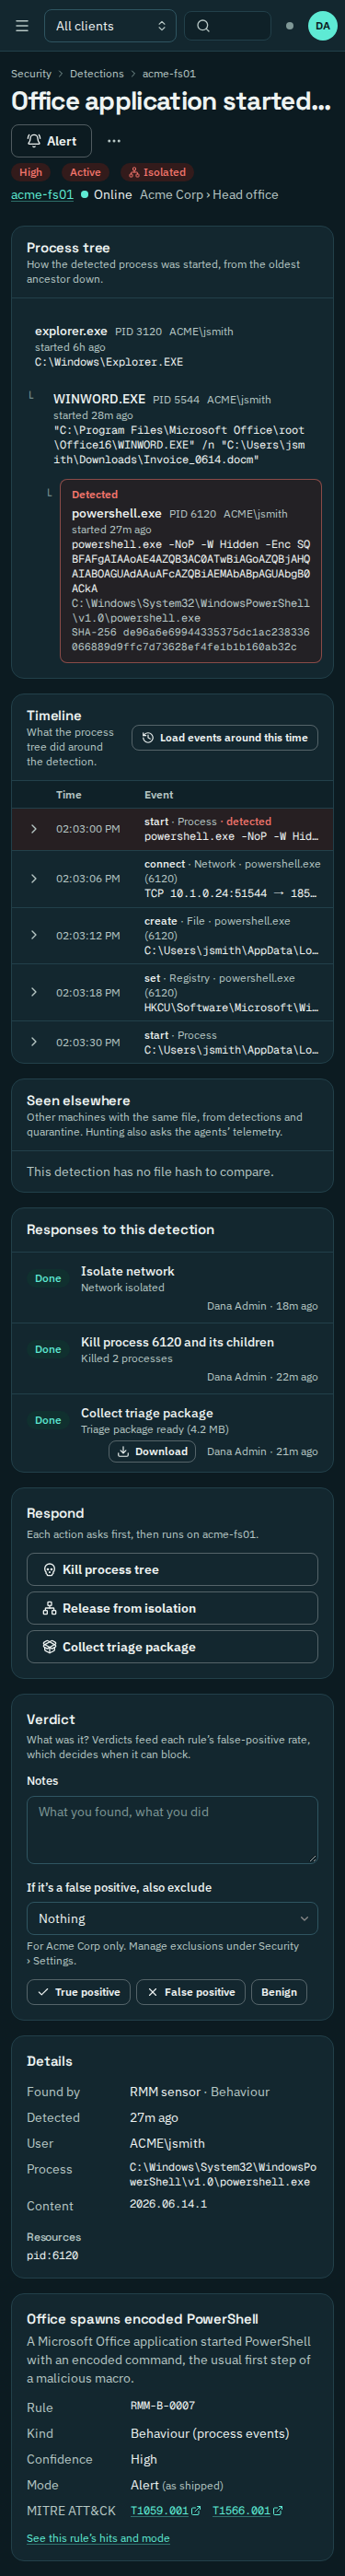 All clients
DA
Security > Detections > acme-fs01
Office application started...
Alert
High Active Isolated
acme-fs01 Online Acme Corp › Head office
Process tree
How the detected process was started, from the oldest
ancestor down.
explorer.exe PID 3120 ACME\jsmith
started 6h ago
C:\Windows\Explorer.EXE
WINWORD.EXE PID 5544 ACME\jsmith
started 28m ago
"C:\Program Files\Microsoft Office\root
\Office16\WINWORD.EXE" /n "C:\Users\jsm
ith\Downloads\Invoice_0614.docm"
Detected
powershell.exe PID 6120 ACME\jsmith
started 27m ago
powershell.exe -NoP -W Hidden -Enc SQ
BFAFgAIAAoAE4AZQB3AC0ATwBiAGoAZQBjAHQ
AIABOAGUAdAAuAFcAZQBiAEMAbABpAGUAbgB0
ACkA
C:\Windows\System32\WindowsPowerShell
\v1.0\powershell.exe
SHA-256 de96a6e69944335375dc1ac238336
066889d9ffc7d73628ef4fe1b1b160ab32c
Timeline
What the process
did around
the detection.
Load events around this time
Time Event
02:03:00 PM start · Process · detected
powershell.exe -NoP -W Hid…
02:03:06 PM connect · Network · powershell.exe
(6120)
TCP 10.1.0.24:51544 → 185…
02:03:12 PM create · File · powershell.exe
(6120)
C:\Users\jsmith\AppData\Lo…
02:03:18 PM set · Registry · powershell.exe
(6120)
HKCU\Software\Microsoft\Wi…
02:03:30 PM start · Process
C:\Users\jsmith\AppData\Lo…
Seen elsewhere
Other machines with the same file, from detections and
quarantine. Hunting also asks the agents’ telemetry.
This detection has no file hash to compare.
Responses to this detection
Done Isolate network
Network isolated
Dana Admin · 18m ago
Done Kill process 6120 and its children
Killed 2 processes
Dana Admin · 22m ago
Done Collect triage package
Triage package ready (4.2 MB)
Download Dana Admin · 21m ago
Respond
Each action asks first, then runs on acme-fs01.
Kill process tree
Release from isolation
Collect triage package
Verdict
What was it? Verdicts feed each rule’s false-positive rate,
which decides when it can block.
Notes
What you found, what you did
If it’s a false positive, also exclude
Nothing
For Acme Corp only. Manage exclusions under Security
› Settings.
True positive False positive Benign
Details
Found by RMM sensor · Behaviour
Detected 27m ago
User ACME\jsmith
Process C:\Windows\System32\WindowsPo
werShell\v1.0\powershell.exe
Content 2026.06.14.1
Resources
pid:6120
Office spawns encoded PowerShell
A Microsoft Office application started PowerShell
with an encoded command, the usual first step of
a malicious macro.
Rule RMM-B-0007
Kind Behaviour (process events)
Confidence High
Mode Alert (as shipped)
MITRE ATT&CK T1059.001 T1566.001
See this rule’s hits and mode